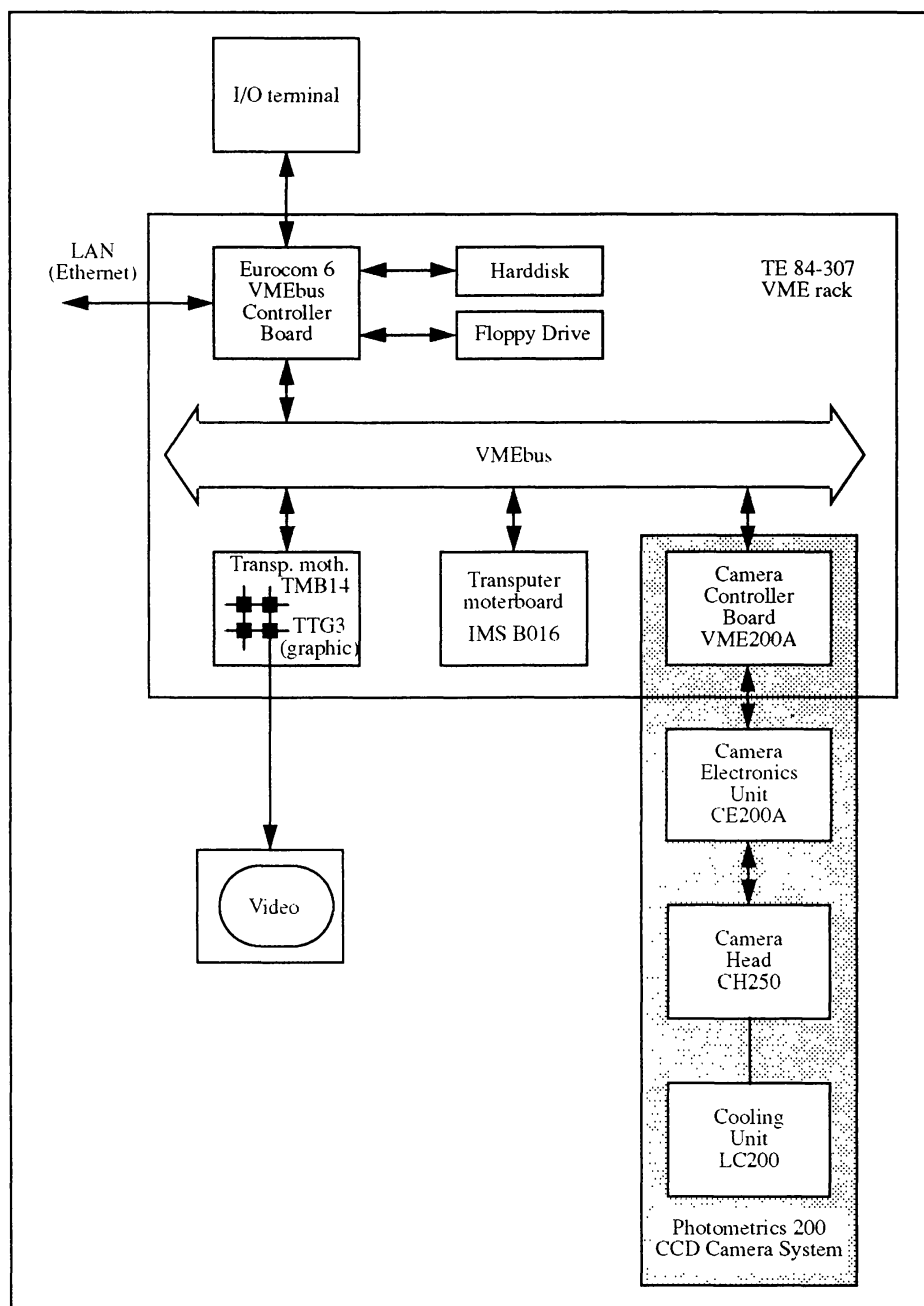 I/O terminal
LAN
(Ethernet)
Eurocom 6
VMEbus
Controller
Board
Harddisk
Floppy Drive
TE 84-307
VME rack
VMEbus
Transp. moth.
TMB14
TTG3
(graphic)
Transputer
moterboard
IMS B016
Camera
Controller
Board
VME200A
Camera
Electronics
Unit
CE200A
Video
Camera
Head
CH250
Cooling
Unit
LC200
Photometrics 200
CCD Camera System